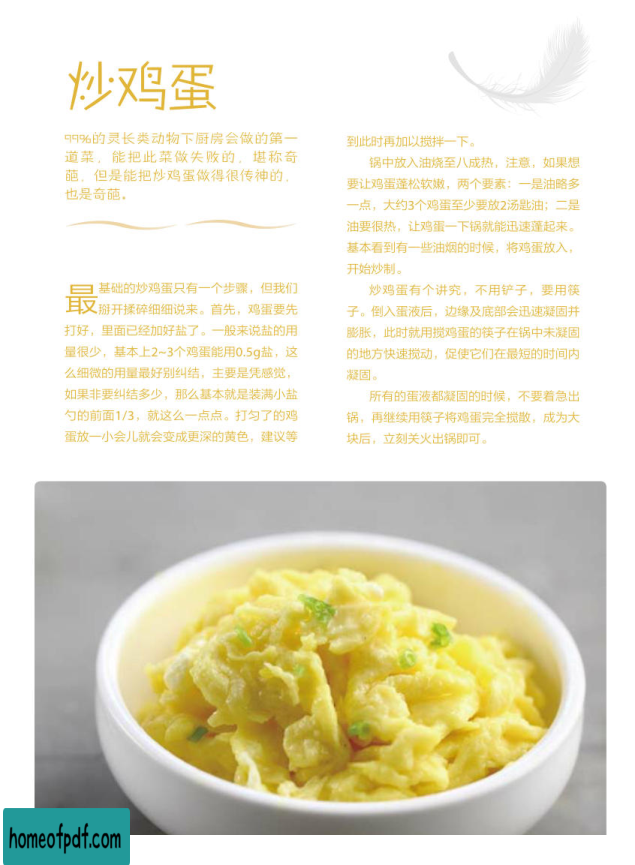 炒鸡蛋
99%的灵长类动物下厨房会做的第一
道菜，能把此菜做失败的，堪称奇
葩，但是能把炒鸡蛋做得很传神的，
也是奇葩。
最基础的炒鸡蛋只有一个步骤，但我们
掰开揉碎细细说来。首先，鸡蛋要先
打好，里面已经加好盐了。一般来说盐的用
量很少，基本上2~3个鸡蛋能用0.5g盐，这
么细微的用量最好别纠结，主要是凭感觉，
如果非要纠结多少，那么基本就是装满小盐
勺的前面1/3，就这么一点点。打匀了的鸡
蛋放一小会儿就会变成更深的黄色，建议等
到此时再加以搅拌一下。
锅中放入油烧至八成热，注意，如果想
要让鸡蛋蓬松软嫩，两个要素：一是油略多
一点，大约3个鸡蛋至少要放2汤匙油；二是
油要很热，让鸡蛋一下锅就能迅速蓬起来。
基本看到有一些油烟的时候，将鸡蛋放入，
开始炒制。
炒鸡蛋有个讲究，不用铲子，要用筷
子。倒入蛋液后，边缘及底部会迅速凝固并
膨胀，此时就用搅鸡蛋的筷子在锅中未凝固
的地方快速搅动，促使它们在最短的时间内
凝固。
所有的蛋液都凝固的时候，不要着急出
锅，再继续用筷子将鸡蛋完全搅散，成为大
块后，立刻关火出锅即可。
homeofpdf.com